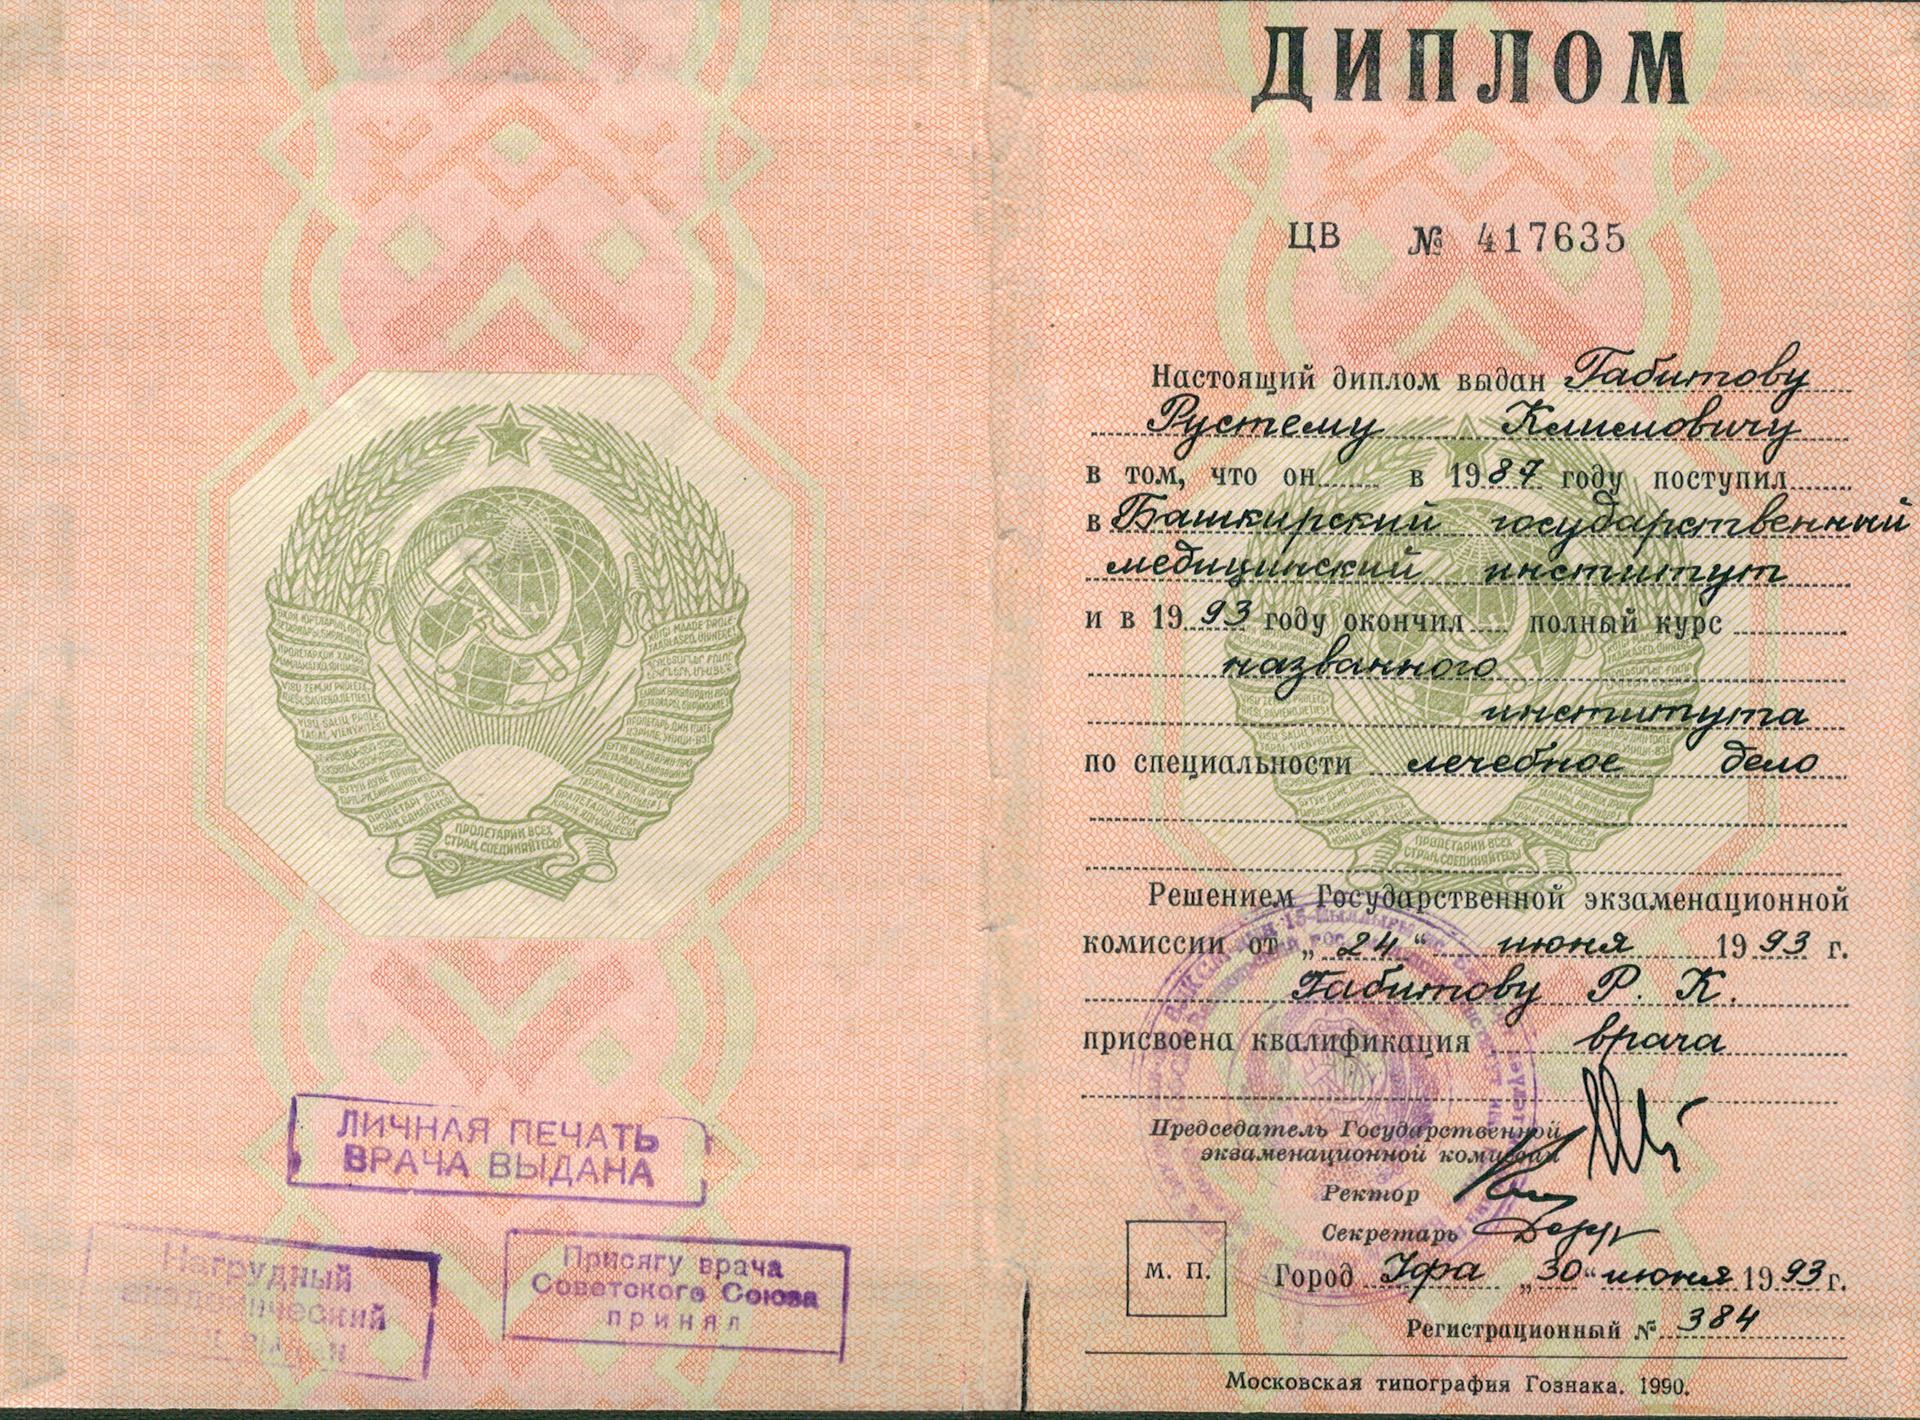 ПРОЛЕТАРИИ ВСЕХ
СТРАН, СОЕДИНЯЙТЕСЬ!
ЛИЧНАЯ ПЕЧАТЬ
ВРАЧА ВЫДАНА
Нагрудный
академический
Присягу врача
Советского Союза
принял
ДИПЛОМ
ЦВ № 417635
Настоящий диплом выдан Габитову
Рустему Климовичу
в том, что он в 1987 году поступил
в Башкирский государственный
медицинский институт
и в 1993 году окончил полный курс
названного
института
по специальности лечебное дело
Решением Государственной экзаменационной
комиссии от „24“ июня 1993 г.
Габитову Р. К.
присвоена квалификация врача
Председатель Государственной
экзаменационной комиссии
Ректор
Секретарь
М. П.
Город Уфа „30“ июня 1993 г.
Регистрационный № 384
Московская типография Гознака. 1990.